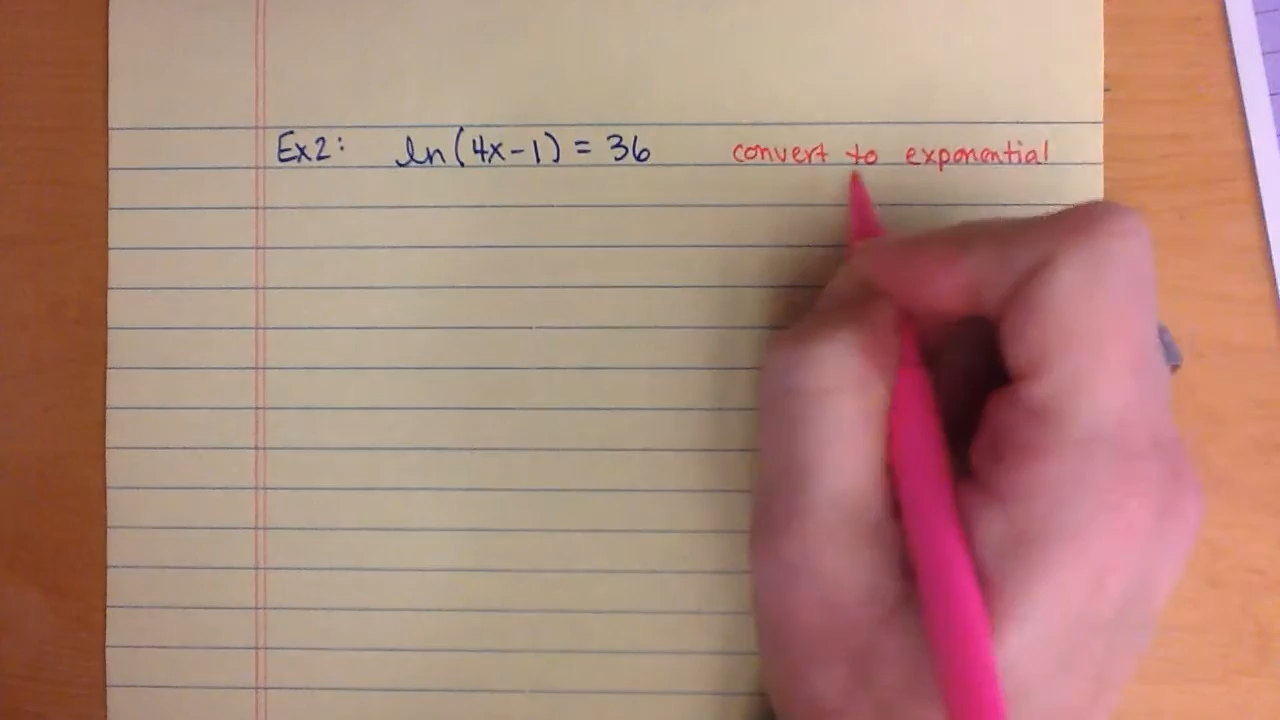 Ex2: ln(4x-1) = 36 convert to exponential